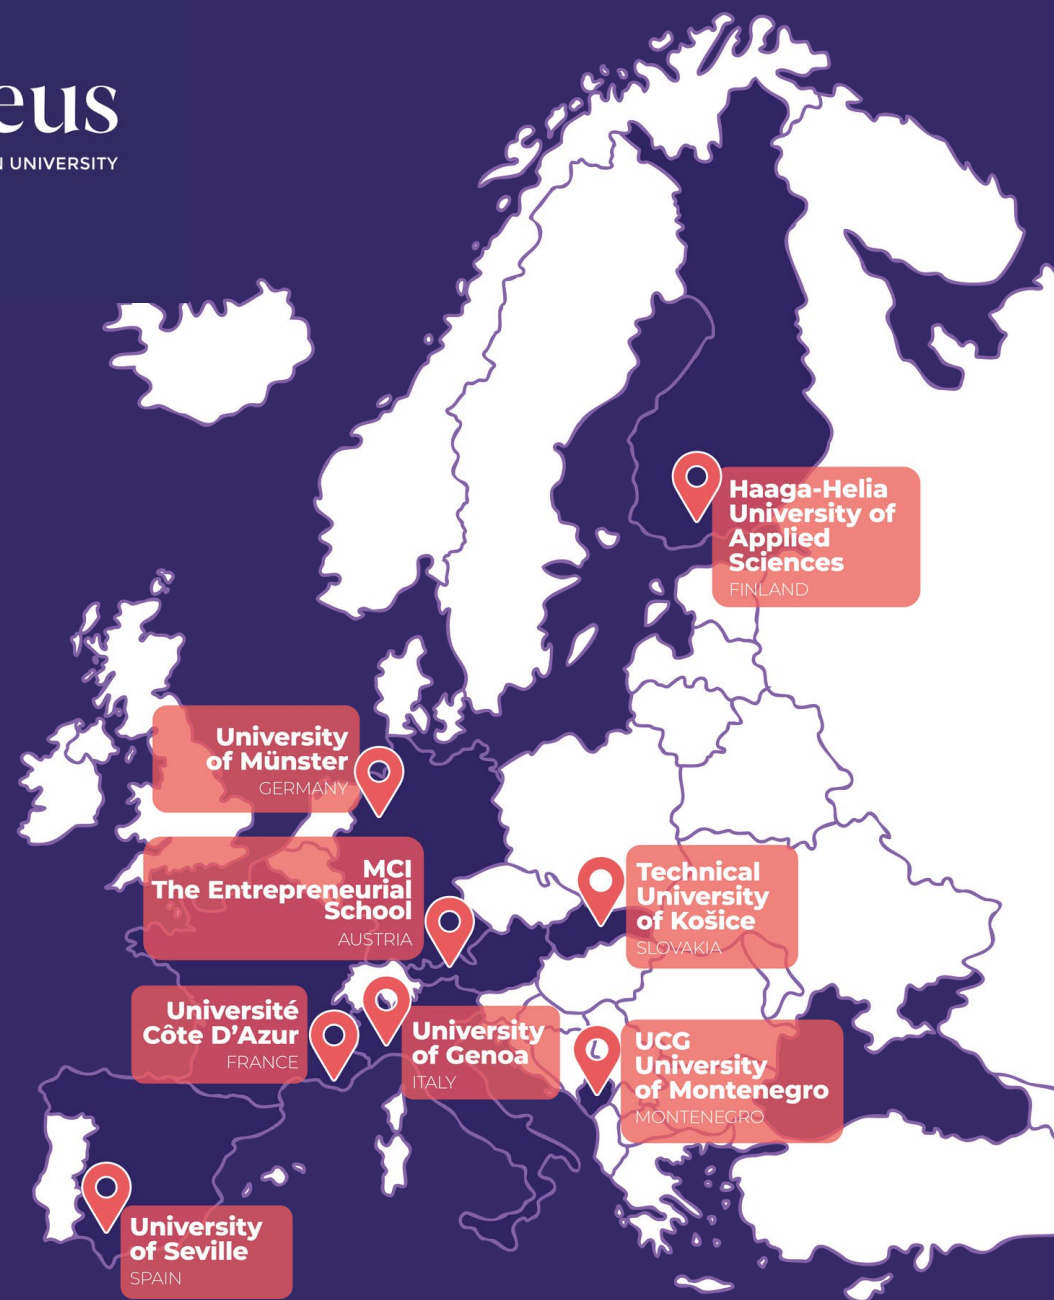 eus
N UNIVERSITY
Haaga-Helia
University of
Applied
Sciences
FINLAND
University
of Münster
GERMANY
MCI
The Entrepreneurial
School
AUSTRIA
Technical
University
of Košice
SLOVAKIA
Université
Côte D’Azur
FRANCE
University
of Genoa
ITALY
UCG
University
of Montenegro
MONTENEGRO
University
of Seville
SPAIN